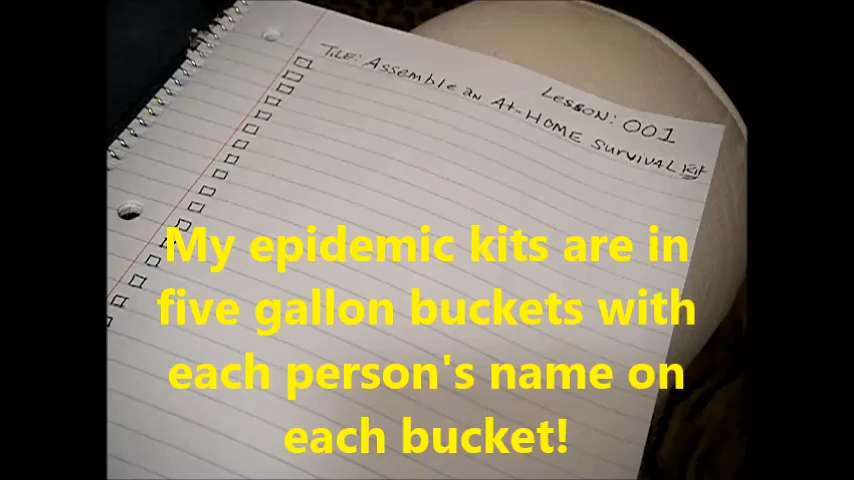 LESSON: 001
TILE: Assemble an At-HOME SURVIVAL Kit
My epidemic kits are in
five gallon buckets with
each person's name on
each bucket!